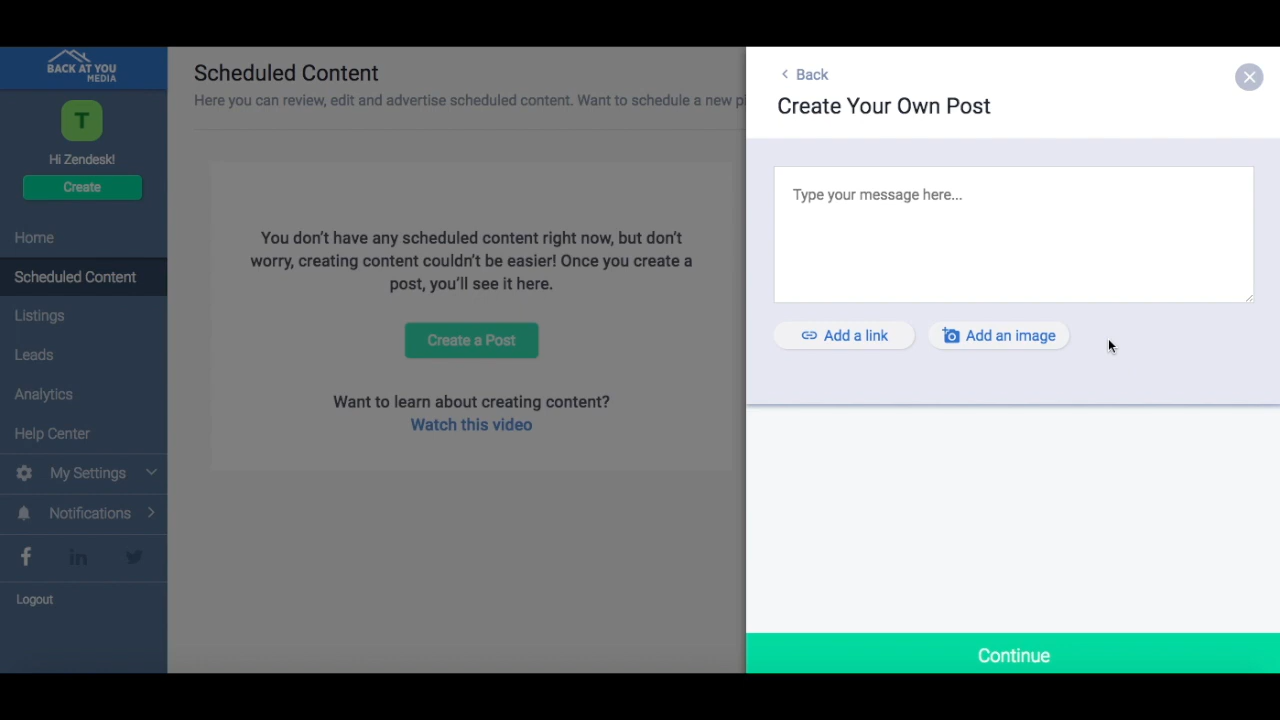 BACK AT YOU
MEDIA
T
Hi Zendesk!
Create
Home
Scheduled Content
Listings
Leads
Analytics
Help Center
My Settings
Notifications
Logout
Scheduled Content
Here you can review, edit and advertise scheduled content. Want to schedule a new pi
You don't have any scheduled content right now, but don't
worry, creating content couldn't be easier! Once you create a
post, you'll see it here.
Create a Post
Want to learn about creating content?
Watch this video
Back
Create Your Own Post
Type your message here...
Add a link
Add an image
Continue